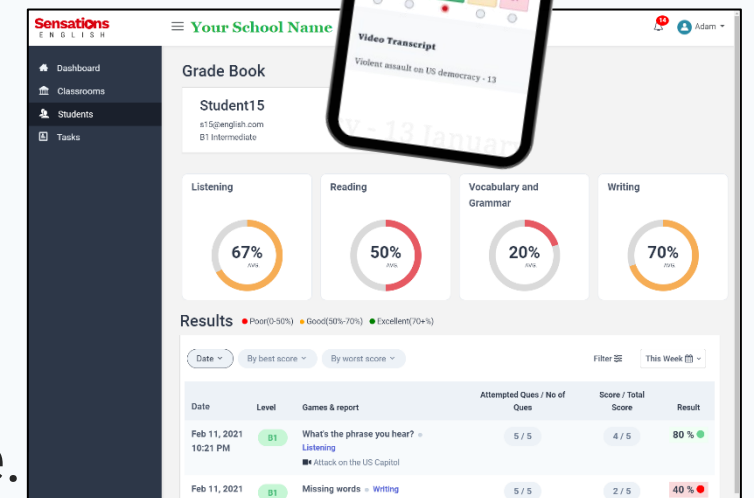 Sensations
ENGLISH
Your School Name
14
Adam
Video Transcript
Violent assault on US democracy - 13
y - 13 Januar
Dashboard
Classrooms
Students
Tasks
Grade Book
Student15
s15@english.com
B1 Intermediate
Listening
67%
AVG
Reading
50%
AVG
Vocabulary and
Grammar
20%
AVG
Writing
70%
AVG
Results Poor(0-50%) Good(50%-70%) Excellent(70+%)
Date By best score By worst score Filter This Week
Date Level Games & report Attempted Ques / No of Ques Score / Total Score Result
Feb 11, 2021
10:21 PM
B1
What's the phrase you hear?
Listening
Attack on the US Capitol
5 / 5
4 / 5
80 %
Feb 11, 2021
B1
Missing words Writing
5 / 5
2 / 5
40 %